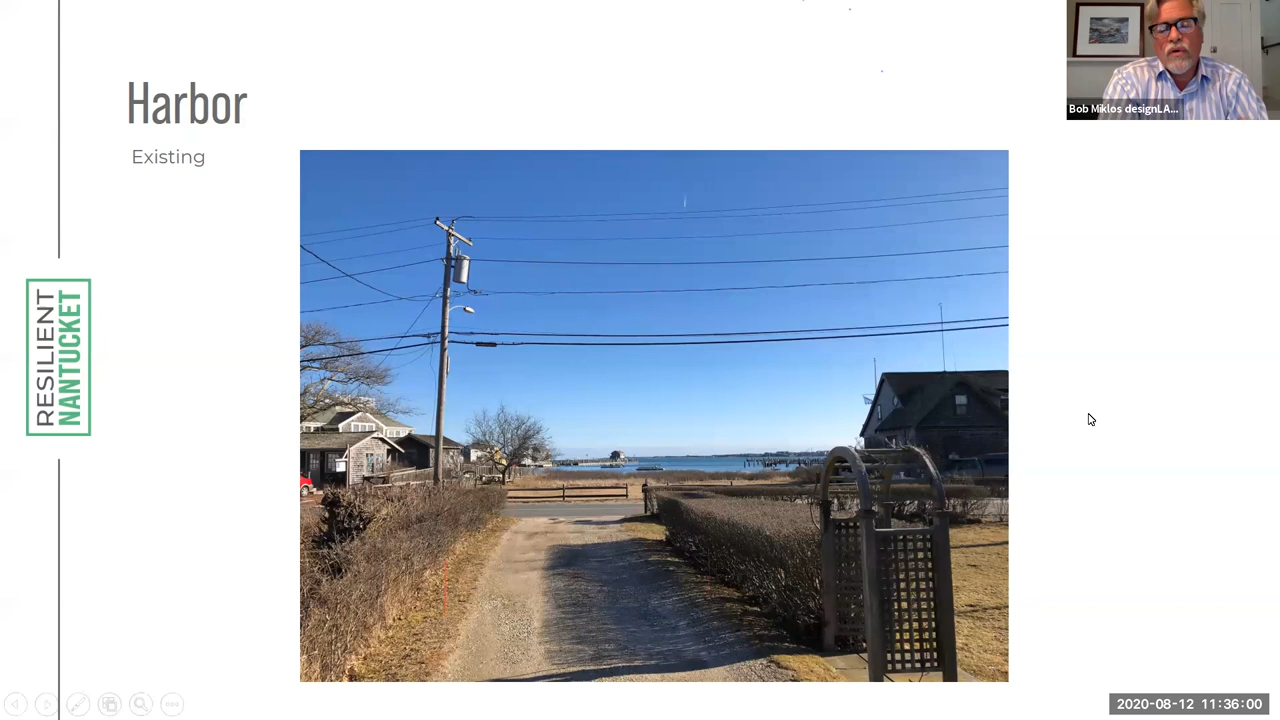 Harbor
Existing
RESILIENT
NANTUCKET
Bob Miklos designLA...
2020-08-12 11:36:00